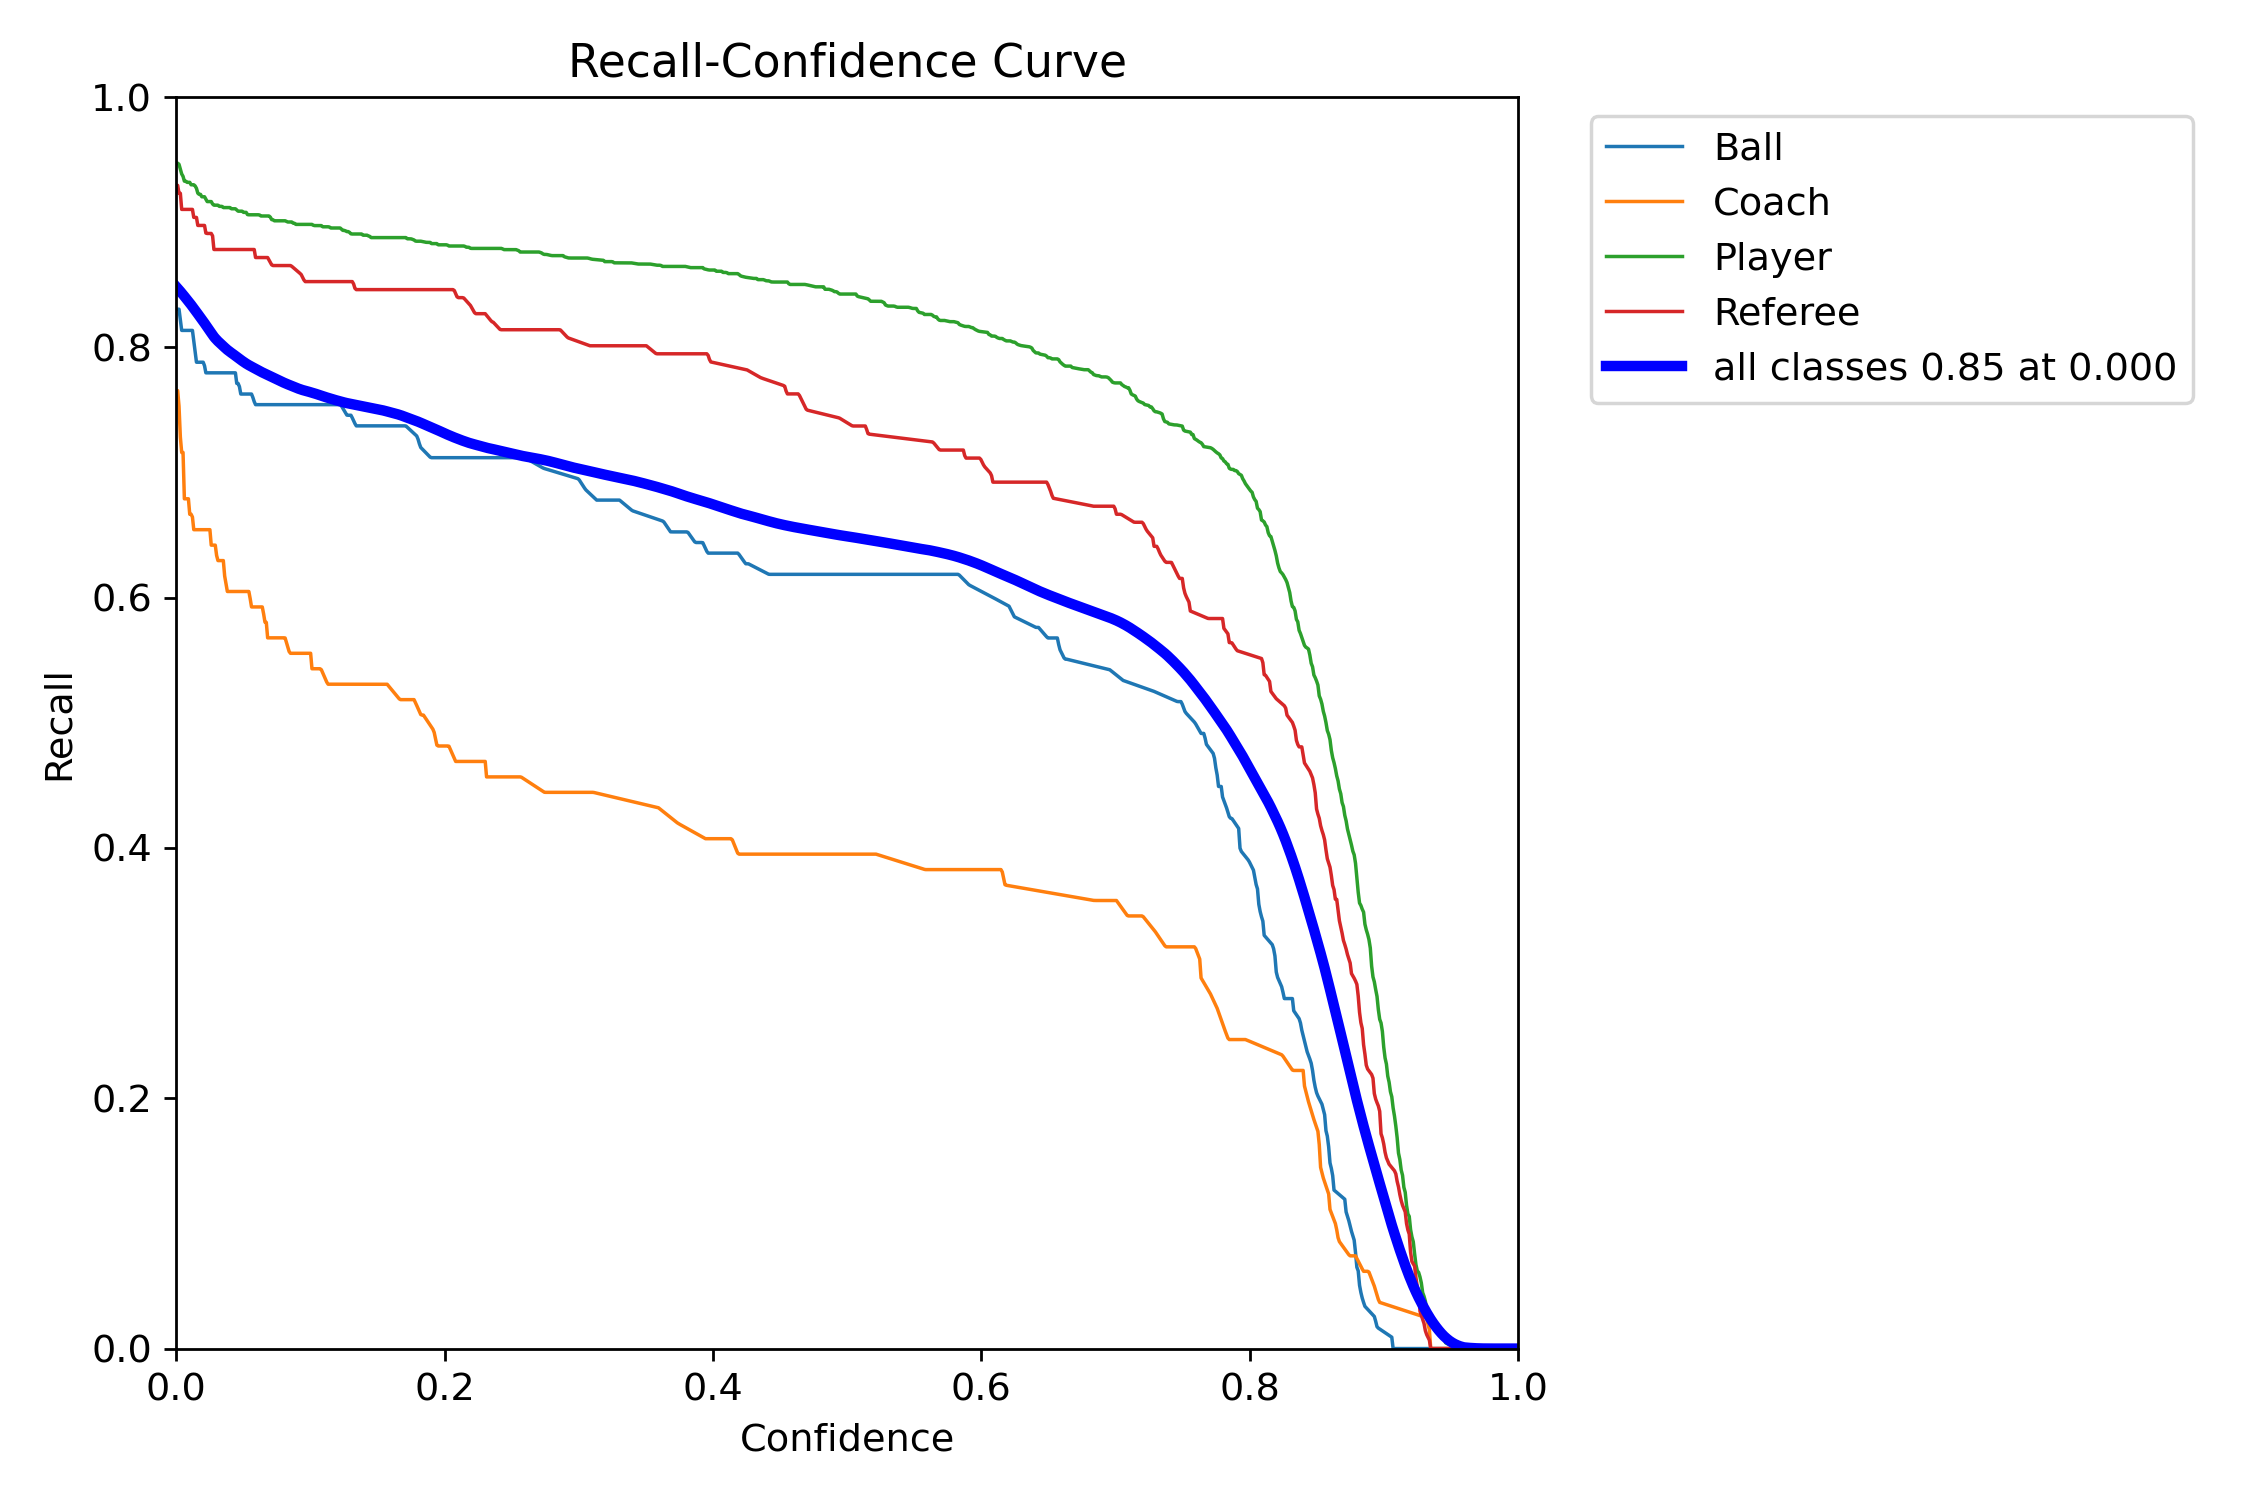 Recall-Confidence Curve
1.0
0.8
0.6
0.4
0.2
0.0
Recall
0.0 0.2 0.4 0.6 0.8 1.0
Confidence
Ball
Coach
Player
Referee
all classes 0.85 at 0.000